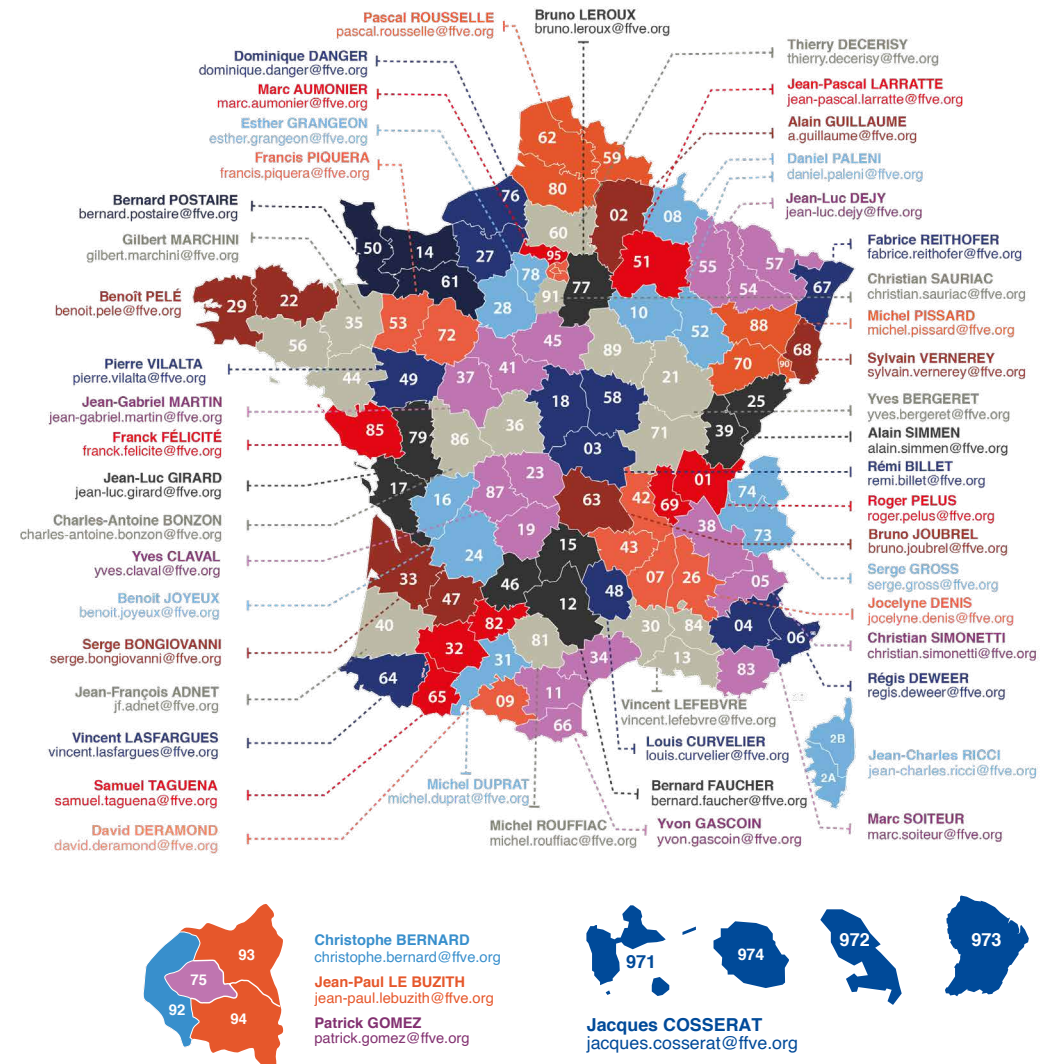 Pascal ROUSSELLE
pascal.rousselle@ffve.org
Bruno LEROUX
bruno.leroux@ffve.org
Dominique DANGER
dominique.danger@ffve.org
Marc AUMONIER
marc.aumonier@ffve.org
Esther GRANGEON
esther.grangeon@ffve.org
Francis PIQUERA
francis.piquera@ffve.org
Bernard POSTAIRE
bernard.postaire@ffve.org
Gilbert MARCHINI
gilbert.marchini@ffve.org
Benoît PELÉ
benoit.pele@ffve.org
Pierre VILALTA
pierre.vilalta@ffve.org
Jean-Gabriel MARTIN
jean-gabriel.martin@ffve.org
Franck FÉLICITÉ
franck.felicite@ffve.org
Jean-Luc GIRARD
jean-luc.girard@ffve.org
Charles-Antoine BONZON
charles-antoine.bonzon@ffve.org
Yves CLAVAL
yves.claval@ffve.org
Benoit JOYEUX
benoit.joyeux@ffve.org
Serge BONGIOVANNI
serge.bongiovanni@ffve.org
Jean-François ADNET
jf.adnet@ffve.org
Vincent LASFARGUES
vincent.lasfargues@ffve.org
Samuel TAGUENA
samuel.taguena@ffve.org
David DERAMOND
david.deramond@ffve.org
Thierry DECERISY
thierry.decerisy@ffve.org
Jean-Pascal LARRATTE
jean-pascal.larratte@ffve.org
Alain GUILLAUME
a.guillaume@ffve.org
Daniel PALENI
daniel.paleni@ffve.org
Jean-Luc DEJY
jean-luc.dejy@ffve.org
Fabrice REITHOFER
fabrice.reithofer@ffve.org
Christian SAURIAC
christian.sauriac@ffve.org
Michel PISSARD
michel.pissard@ffve.org
Sylvain VERNEREY
sylvain.vernerey@ffve.org
Yves BERGERET
yves.bergeret@ffve.org
Alain SIMMEN
alain.simmen@ffve.org
Rémi BILLET
remi.billet@ffve.org
Roger PELUS
roger.pelus@ffve.org
Bruno JOUBREL
bruno.joubrel@ffve.org
Serge GROSS
serge.gross@ffve.org
Jocelyne DENIS
jocelyne.denis@ffve.org
Christian SIMONETTI
christian.simonetti@ffve.org
Régis DEWEER
regis.deweer@ffve.org
Jean-Charles RICCI
jean-charles.ricci@ffve.org
Marc SOITEUR
marc.soiteur@ffve.org
Vincent LEFEBVRE
vincent.lefebvre@ffve.org
Louis CURVELIER
louis.curvelier@ffve.org
Bernard FAUCHER
bernard.faucher@ffve.org
Yvon GASCOIN
yvon.gascoin@ffve.org
Michel DUPRAT
michel.duprat@ffve.org
Michel ROUFFIAC
michel.rouffiac@ffve.org
62
59
80
76
02
08
60
50
14
27
95
51
55
57
54
67
61
78
77
28
91
10
52
88
68
29
22
35
53
72
56
45
89
70
90
44
49
37
41
21
25
18
58
39
85
79
86
36
71
03
17
16
87
23
63
42
69
01
74
38
73
19
24
15
43
33
46
07
26
05
47
12
48
40
82
30
84
04
06
32
81
34
13
83
64
31
65
09
11
66
2B
2A
93
75
92
94
Christophe BERNARD
christophe.bernard@ffve.org
Jean-Paul LE BUZITH
jean-paul.lebuzith@ffve.org
Patrick GOMEZ
patrick.gomez@ffve.org
971
974
972
973
Jacques COSSERAT
jacques.cosserat@ffve.org